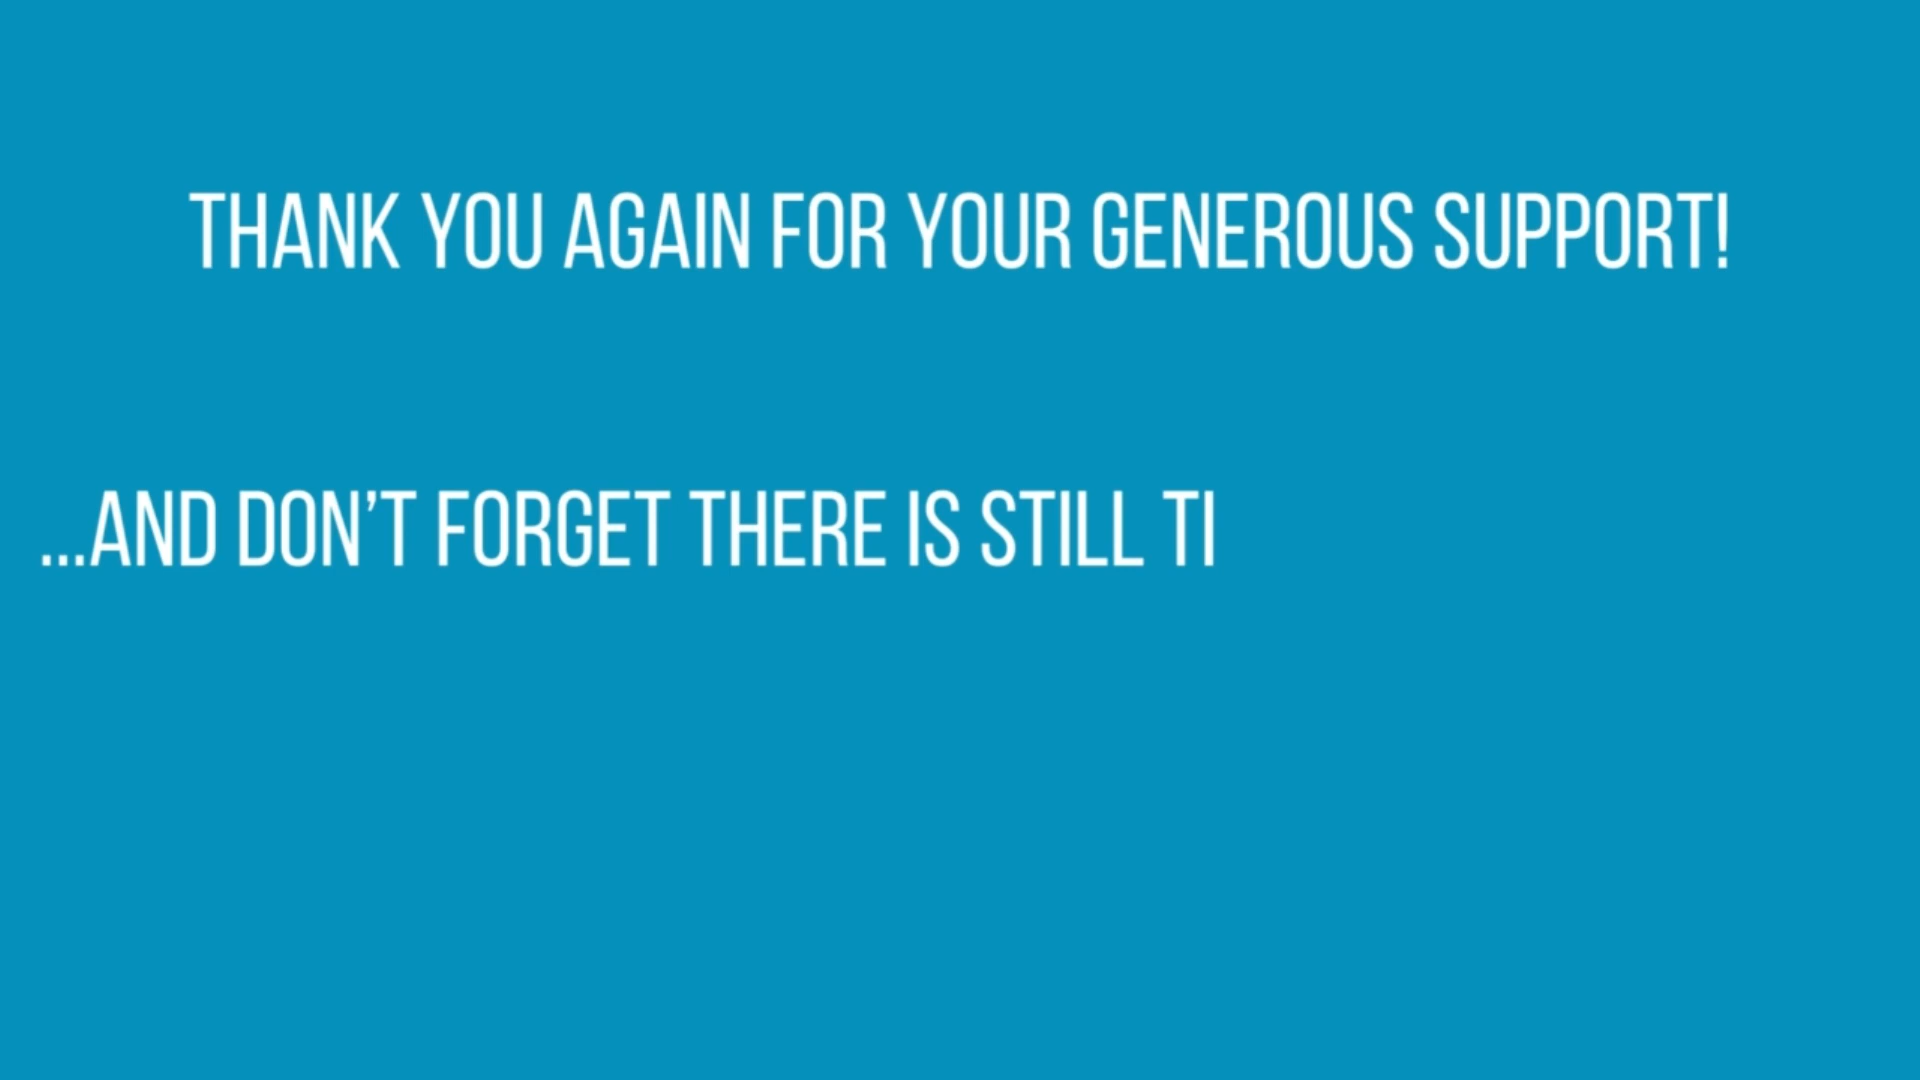 THANK YOU AGAIN FOR YOUR GENEROUS SUPPORT!
...AND DON’T FORGET THERE IS STILL TI